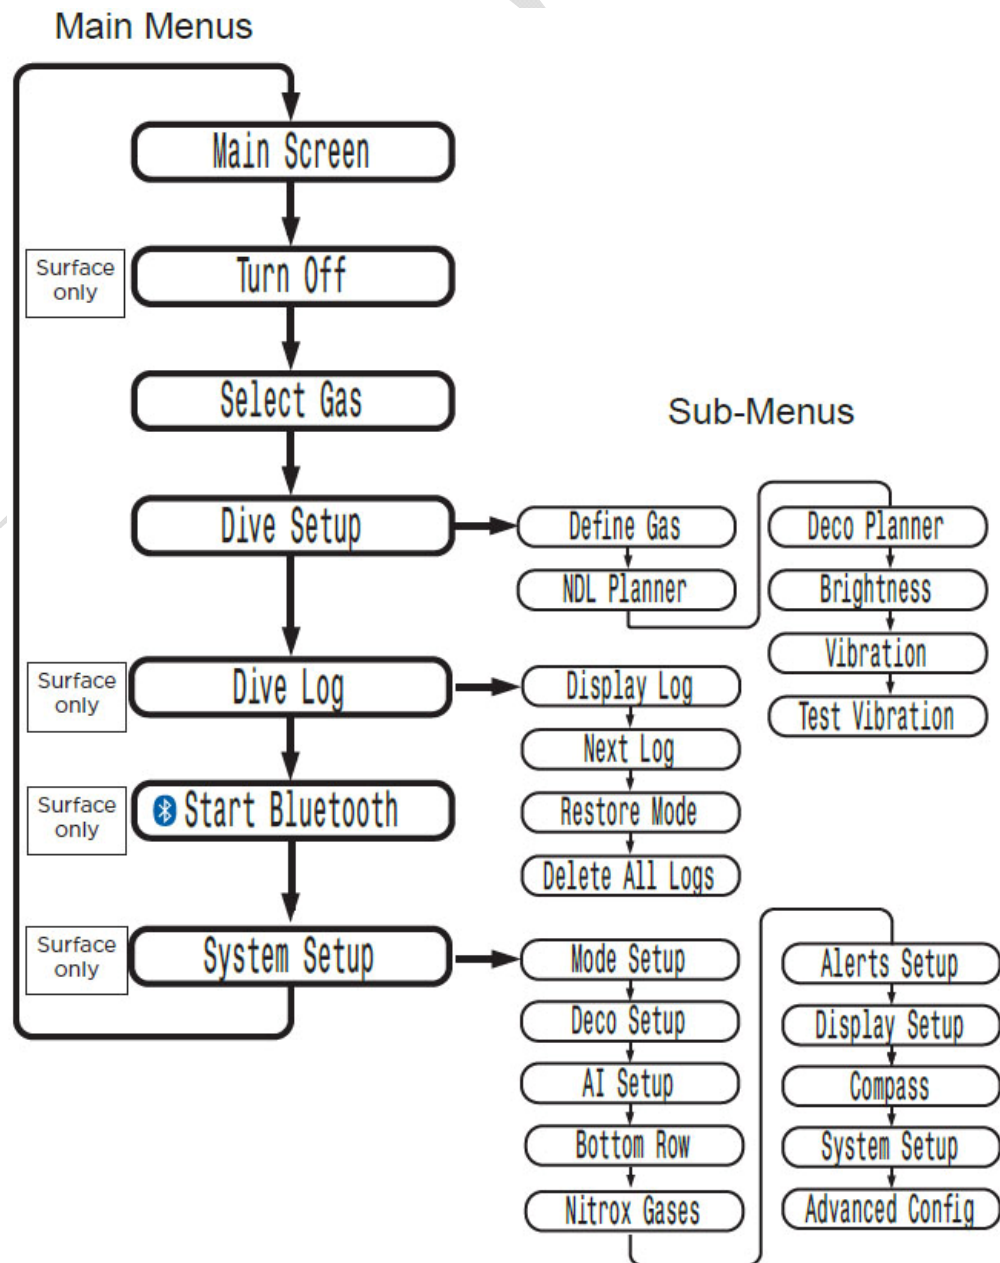 Main Menus
Main Screen
Surface
only
Turn Off
Select Gas
Sub-Menus
Dive Setup
Define Gas
NDL Planner
Deco Planner
Brightness
Vibration
Test Vibration
Surface
only
Dive Log
Display Log
Next Log
Restore Mode
Delete All Logs
Surface
only
Start Bluetooth
Surface
only
System Setup
Mode Setup
Deco Setup
AI Setup
Bottom Row
Nitrox Gases
Alerts Setup
Display Setup
Compass
System Setup
Advanced Config